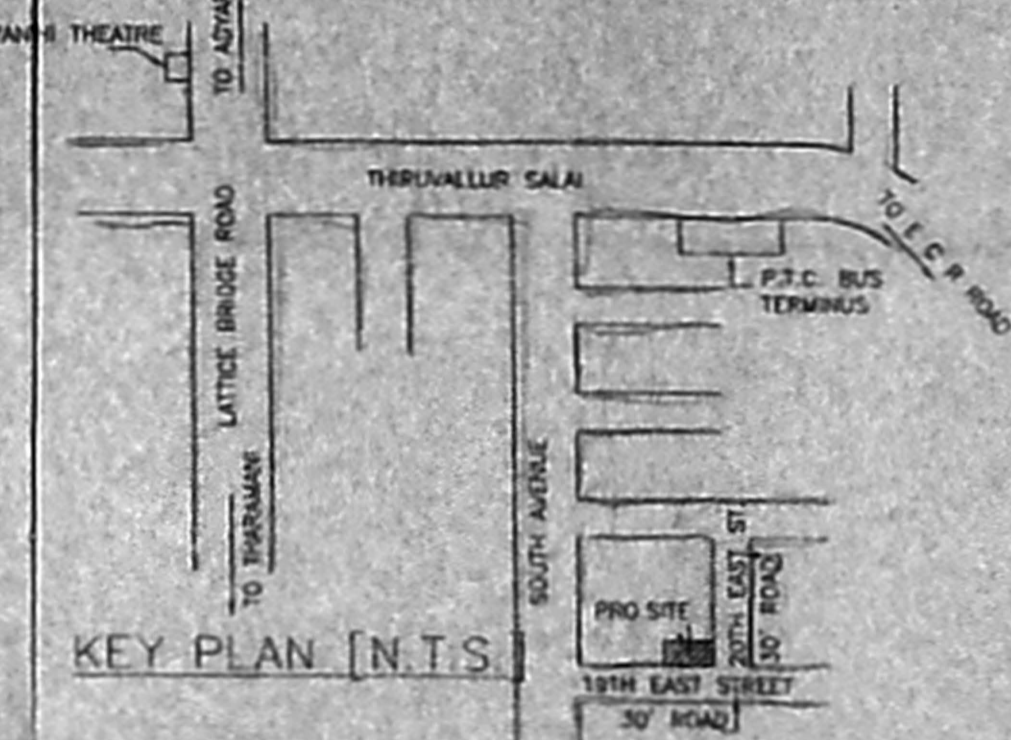 THEATRE
TO
THIRUVALLUR SALAI
LATTICE BRIDGE ROAD
TO THARAMANI
TO E C R ROAD
P.T.C. BUS
TERMINUS
SOUTH AVENUE
20TH EAST ST.
30' ROAD
PRO SITE
KEY PLAN [N.T.S.]
19TH EAST STREET
30' ROAD